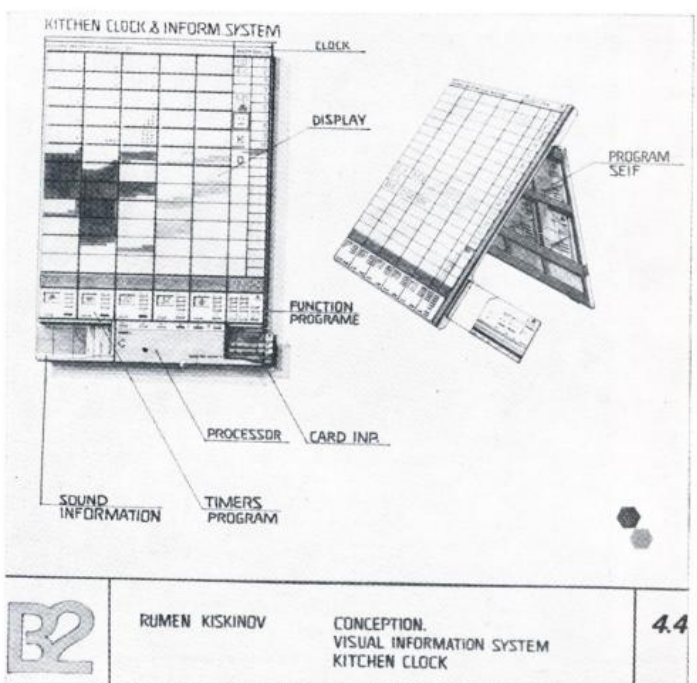 KITCHEN CLOCK & INFORM. SYSTEM
CLOCK
DISPLAY
PROGRAM
SEIF
FUNCTION
PROGRAME
PROCESSOR
CARD INP.
SOUND
INFORMATION
TIMERS
PROGRAM
B2
RUMEN KISKINOV
CONCEPTION.
VISUAL INFORMATION SYSTEM
KITCHEN CLOCK
4.4